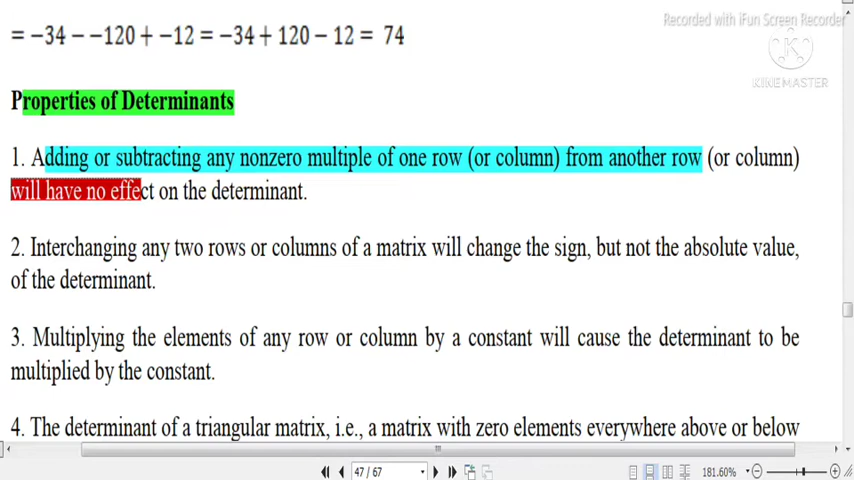 Recorded with iFun Screen Recorder
= −34 − −120 + −12 = −34 + 120 − 12 = 74
KINEMASTER
Properties of Determinants
1. Adding or subtracting any nonzero multiple of one row (or column) from another row (or column)
will have no effect on the determinant.
2. Interchanging any two rows or columns of a matrix will change the sign, but not the absolute value,
of the determinant.
3. Multiplying the elements of any row or column by a constant will cause the determinant to be
multiplied by the constant.
4. The determinant of a triangular matrix, i.e., a matrix with zero elements everywhere above or below
47 / 67
181.60%